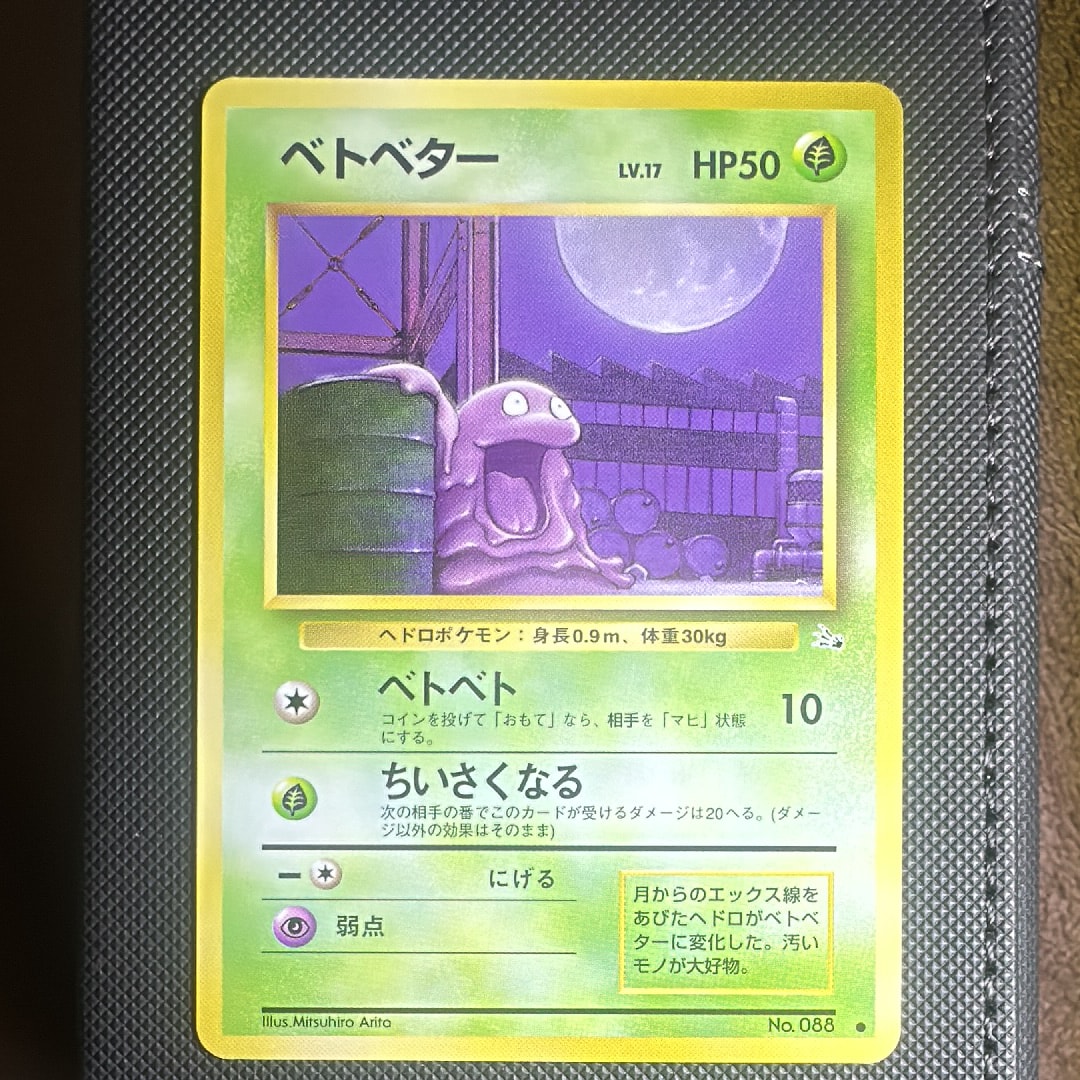 ベトベター LV.17 HP50
ヘドロポケモン：身長0.9m、体重30kg
ベトベト 10
コインを投げて「おもて」なら、相手を「マヒ」状態
にする。
ちいさくなる
次の相手の番でこのカードが受けるダメージは20へる。(ダメー
ジ以外の効果はそのまま)
ー にげる
弱点
月からのエックス線を
あびたヘドロがベトベ
ターに変化した。汚い
モノが大好物。
Illus.Mitsuhiro Arita No. 088